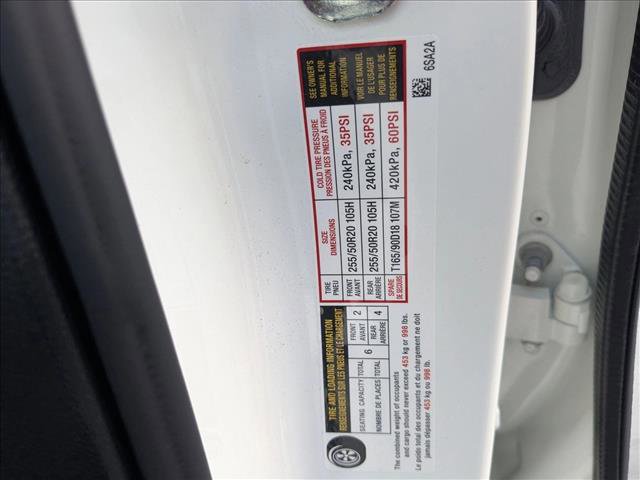 TIRE AND LOADING INFORMATION
RENSEIGNEMENTS SUR LES PNEUS ET LE CHARGEMENT
SEATING CAPACITY TOTAL 6 FRONT AVANT 2
NOMBRE DE PLACES TOTAL REAR ARRIÈRE 4
The combined weight of occupants
and cargo should never exceed 453 kg or 998 lbs.
Le poids total des occupants et du chargement ne doit
jamais dépasser 453 kg ou 998 lb.
TIRE PNEU SIZE DIMENSIONS COLD TIRE PRESSURE PRESSION DES PNEUS À FROID
FRONT AVANT 255/50R20 105H 240kPa, 35PSI
REAR ARRIÈRE 255/50R20 105H 240kPa, 35PSI
SPARE DE SECOURS T165/90D18 107M 420kPa, 60PSI
SEE OWNER'S
MANUAL FOR
ADDITIONAL
INFORMATION
VOIR LE MANUEL
DE L'USAGER
POUR PLUS DE
RENSEIGNEMENTS
6SA2A